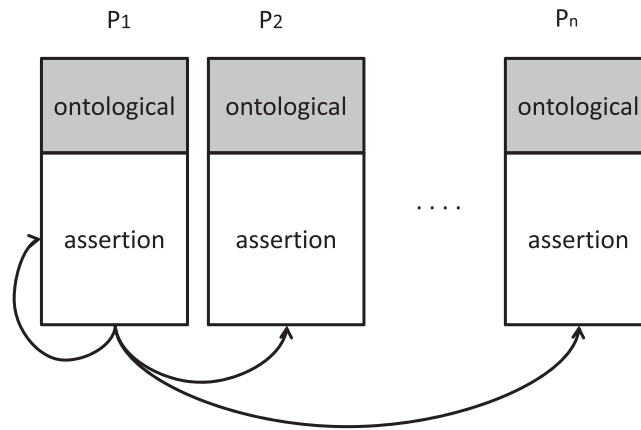 P1 P2 Pn
ontological ontological ontological
. . . .
assertion assertion assertion